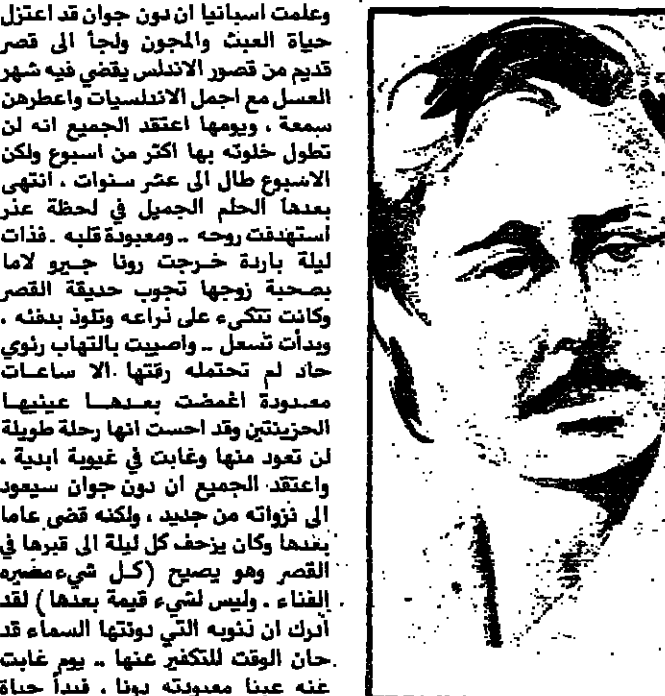 وعلمت اسبانيا ان دون جوان قد اعتزل
حياة العبث والمجون ولجأ الى قصر
قديم من قصور الاندلس يقضي فيه شهر
العسل مع اجمل الاندلسيات واعطرهن
سمعة ، ويومها اعتقد الجميع انه لن
تطول خلوته بها اكثر من اسبوع ولكن
الاسبوع طال الى عشر سنوات . انتهى
بعدها الحلم الجميل في لحظة عذر
استهدفت روحه .. ومعبودة قلبه . فذات
ليلة باردة خرجت رونا جيرو لاما
بصحبة زوجها تجوب حديقة القصر
وكانت تتكىء على ذراعه وتلوذ بدفئه .
وبدأت تسعل .. واصيبت بالتهاب رئوي
حاد لم تحتمله رقتها الا ساعات
معدودة اغمضت بعدها عينيها
الحزينتين وقد احست انها رحلة طويلة
لن تعود منها وغابت في غيوبة ابدية .
واعتقد الجميع ان دون جوان سيعود
الى نزواته من جديد ، ولكنه قضى عاما
بعدها وكان يزحف كل ليلة الى قبرها في
القصر وهو يصيح (كل شيء مصيره
الفناء . وليس لشيء قيمة بعدها) لقد
ادرك ان ذنوبه التي دونتها السماء قد
حان الوقت للتكفير عنها .. يوم غابت
عنه عينا معبودته رونا . فبدأ حياة